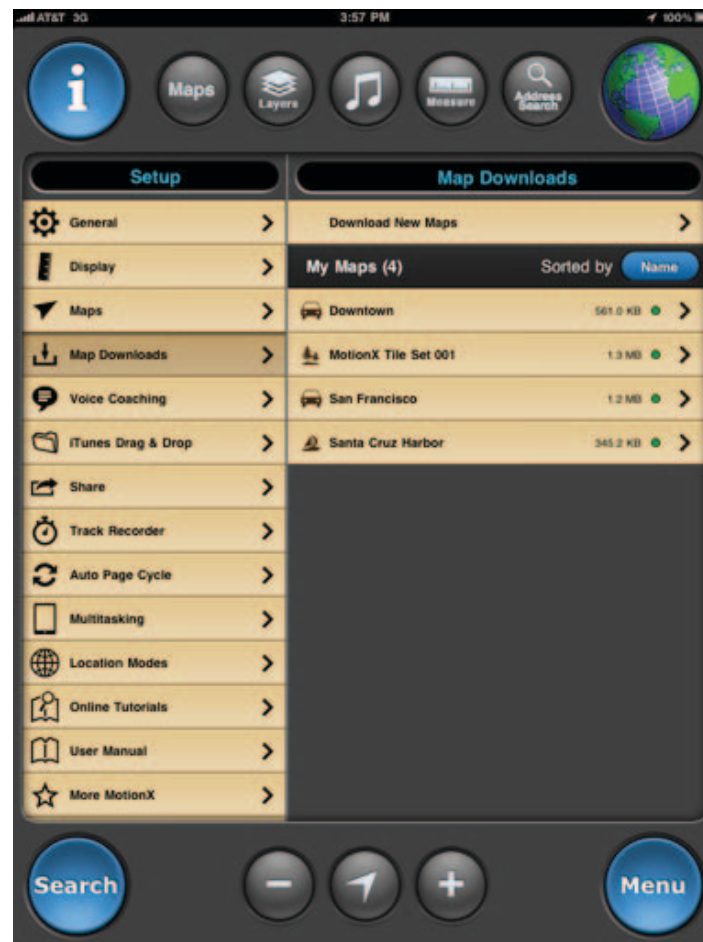 AT&T 3G 3:57 PM 100%
i Maps Layers Measure Address Search
Setup
General
Display
Maps
Map Downloads
Voice Coaching
iTunes Drag & Drop
Share
Track Recorder
Auto Page Cycle
Multitasking
Location Modes
Online Tutorials
User Manual
More MotionX
Map Downloads
Download New Maps
My Maps (4) Sorted by Name
Downtown 561.0 KB
MotionX Tile Set 001 1.3 MB
San Francisco 1.2 MB
Santa Cruz Harbor 345.2 KB
Search − + Menu